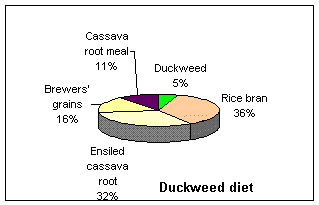 Cassava
root meal
11%
Duckweed
5%
Rice bran
36%
Brewers'
grains
16%
Ensiled
cassava
root
32%
Duckweed diet